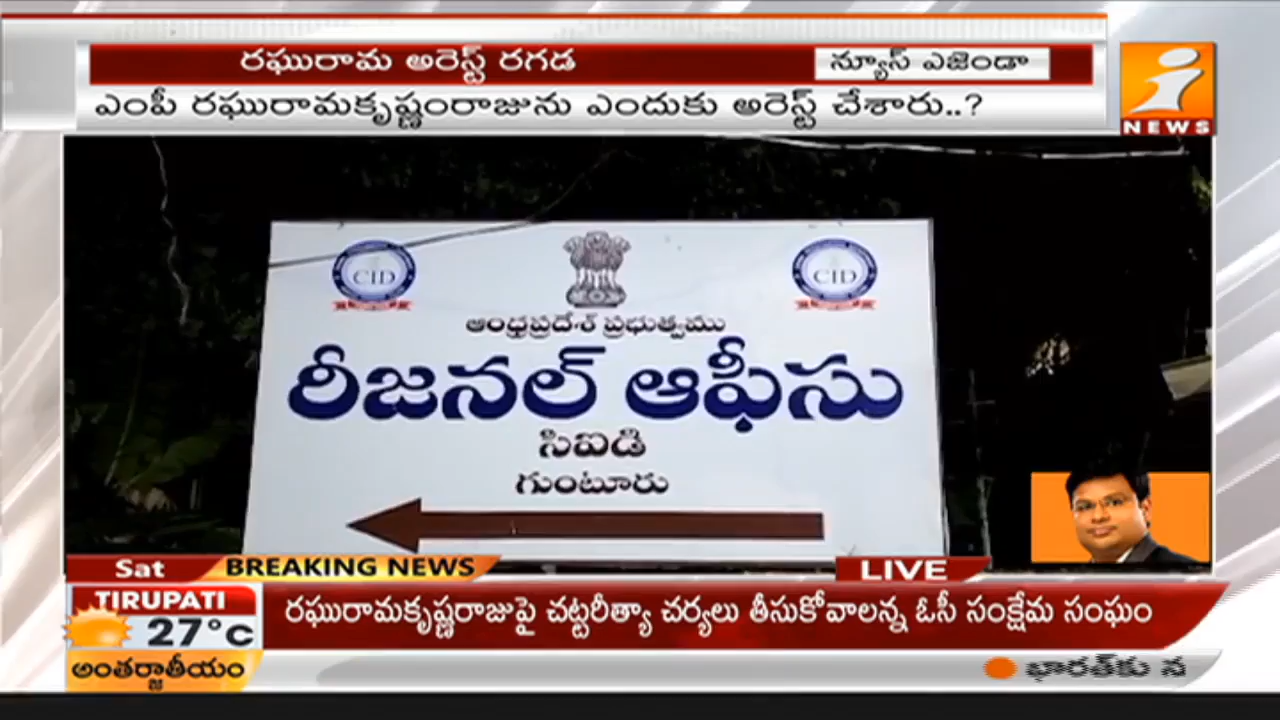 రఘురామ అరెస్ట్ రగడ
న్యూస్ ఎజెండా
ఎంపీ రఘురామకృష్ణంరాజును ఎందుకు అరెస్ట్ చేశారు..?
i
NEWS
CID
CID
ఆంధ్రప్రదేశ్ ప్రభుత్వము
రీజనల్ ఆఫీసు
సిఐడి
గుంటూరు
Sat
BREAKING NEWS
LIVE
TIRUPATI
27°C
రఘురామకృష్ణరాజుపై చట్టరీత్యా చర్యలు తీసుకోవాలన్న ఓసీ సంక్షేమ సంఘం
అంతర్జాతీయం
భారత్‌కు